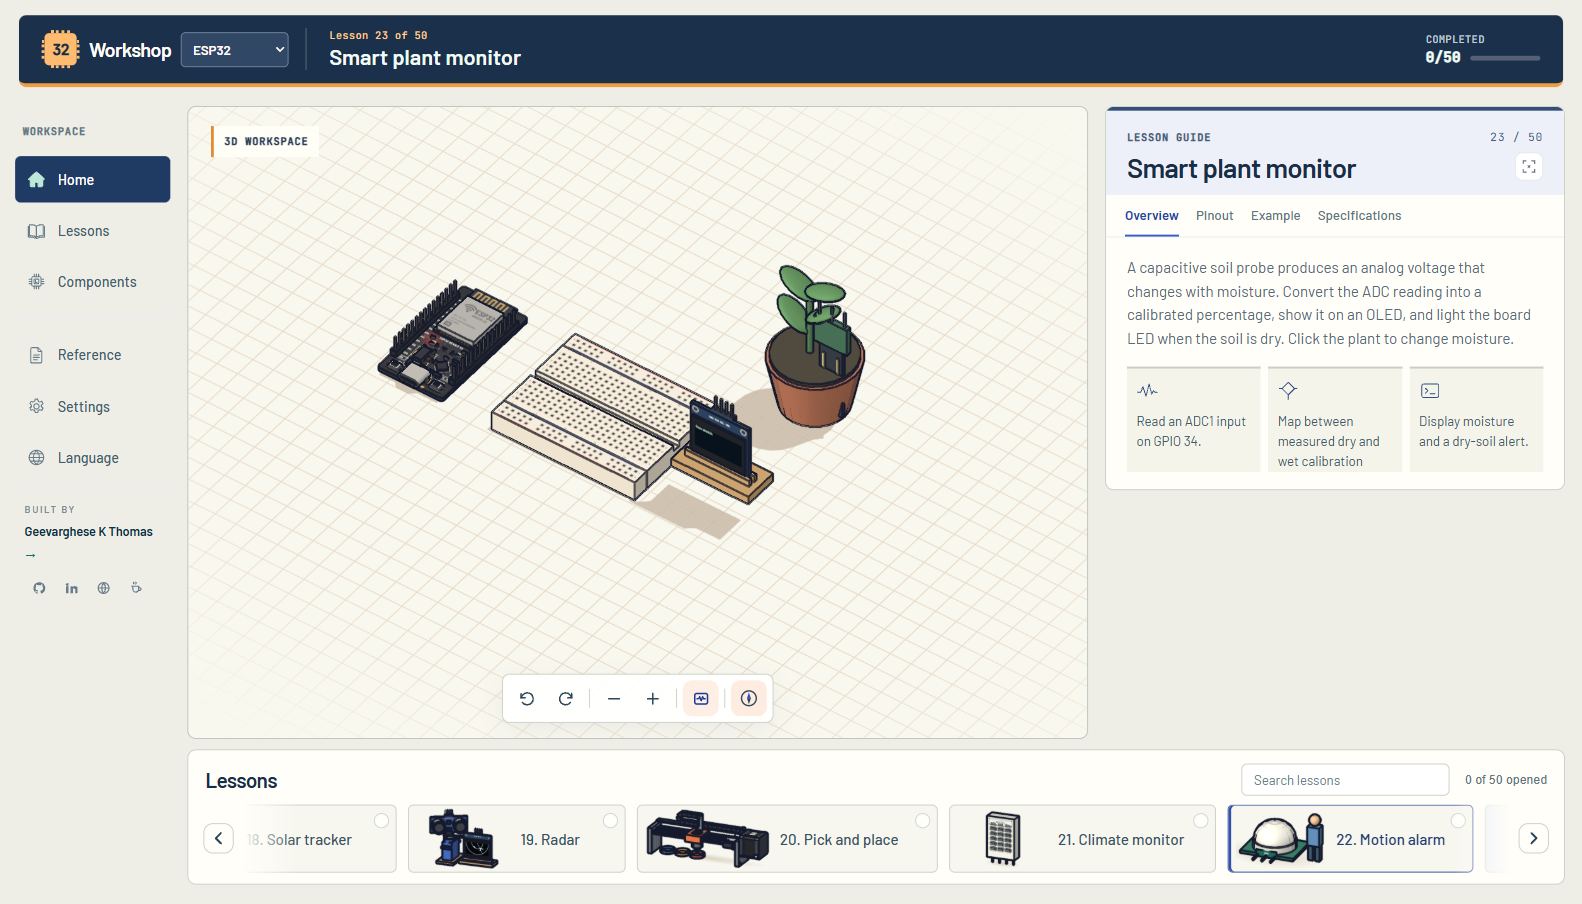 32
Workshop
ESP32
Lesson 23 of 50
Smart plant monitor
COMPLETED
0/50
WORKSPACE
Home
Lessons
Components
Reference
Settings
Language
BUILT BY
Geevarghese K Thomas
→
3D WORKSPACE
ESP32
LESSON GUIDE
23 / 50
Smart plant monitor
Overview
Pinout
Example
Specifications
A capacitive soil probe produces an analog voltage that
changes with moisture. Convert the ADC reading into a
calibrated percentage, show it on an OLED, and light the board
LED when the soil is dry. Click the plant to change moisture.
Read an ADC1 input
on GPIO 34.
Map between
measured dry and
wet calibration
Display moisture
and a dry-soil alert.
Lessons
Search lessons
0 of 50 opened
18. Solar tracker
19. Radar
20. Pick and place
21. Climate monitor
22. Motion alarm